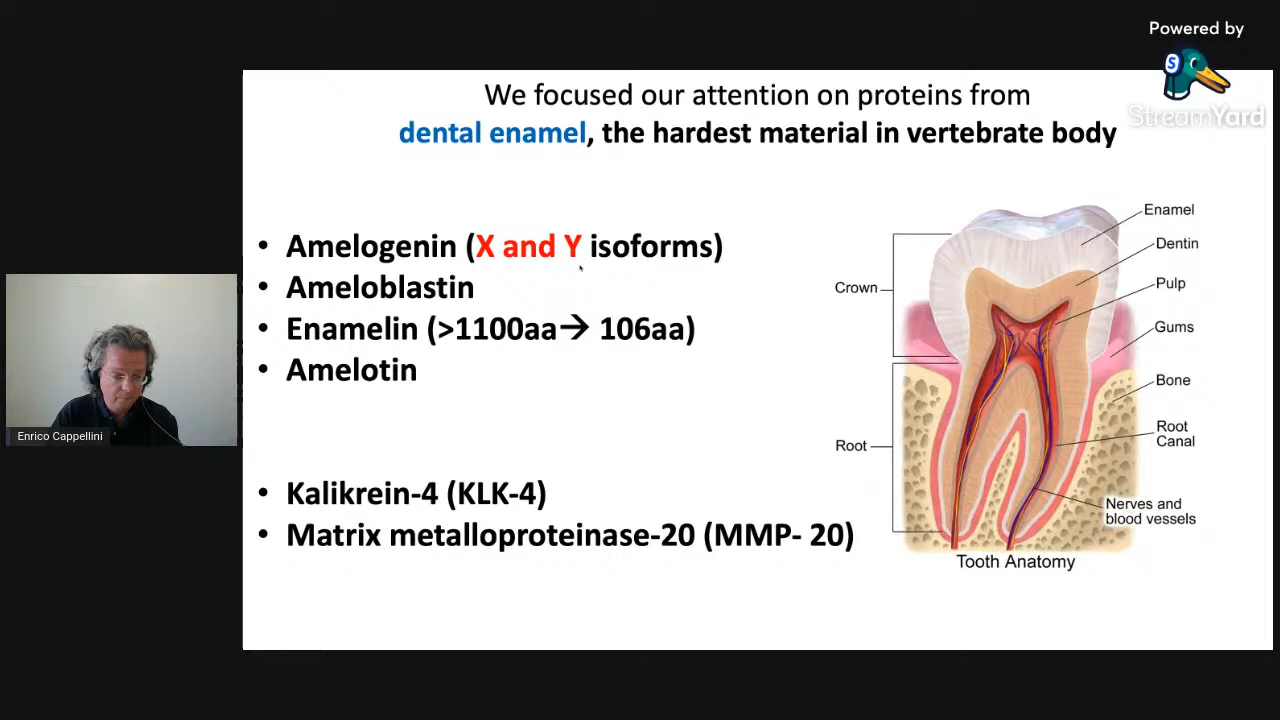 Powered by
StreamYard
We focused our attention on proteins from
dental enamel, the hardest material in vertebrate body
• Amelogenin (X and Y isoforms)
• Ameloblastin
• Enamelin (>1100aa→ 106aa)
• Amelotin
• Kalikrein-4 (KLK-4)
• Matrix metalloproteinase-20 (MMP- 20)
Enamel
Dentin
Crown
Pulp
Gums
Bone
Root
Canal
Root
Nerves and
blood vessels
Tooth Anatomy
Enrico Cappellini
S